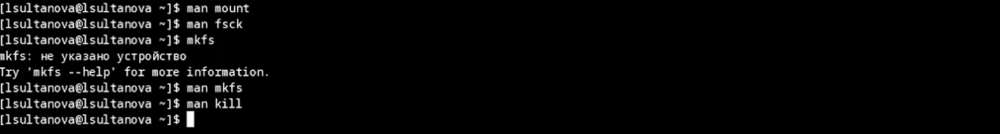 [lsultanova@lsultanova ~]$ man mount
[lsultanova@lsultanova ~]$ man fsck
[lsultanova@lsultanova ~]$ mkfs
mkfs: не указано устройство
Try 'mkfs --help' for more information.
[lsultanova@lsultanova ~]$ man mkfs
[lsultanova@lsultanova ~]$ man kill
[lsultanova@lsultanova ~]$